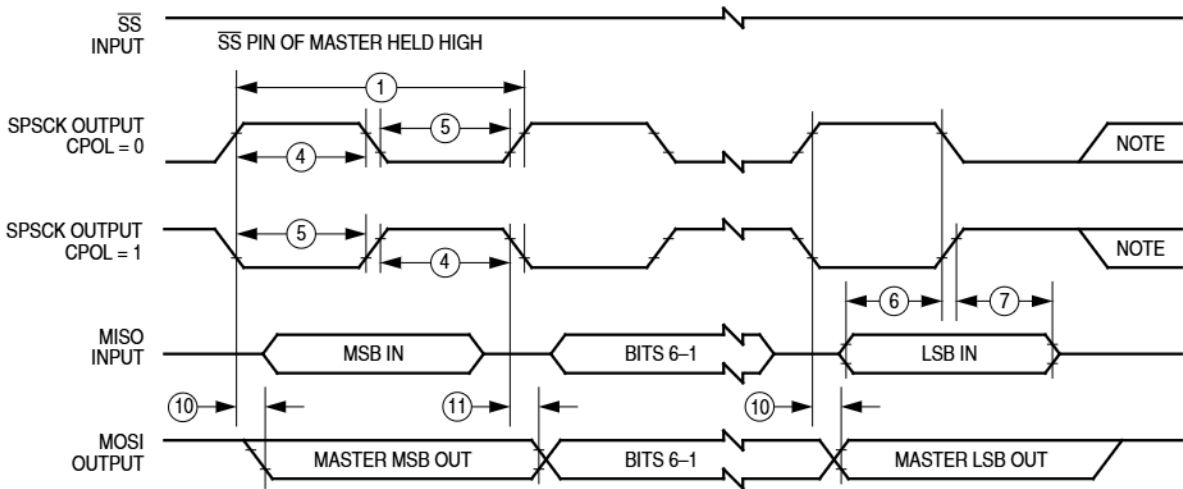 SS
INPUT
SS PIN OF MASTER HELD HIGH
1
SPSCK OUTPUT
CPOL = 0
5
4
NOTE
SPSCK OUTPUT
CPOL = 1
5
4
NOTE
6
7
MISO
INPUT
MSB IN
BITS 6–1
LSB IN
10
11
10
MOSI
OUTPUT
MASTER MSB OUT
BITS 6–1
MASTER LSB OUT